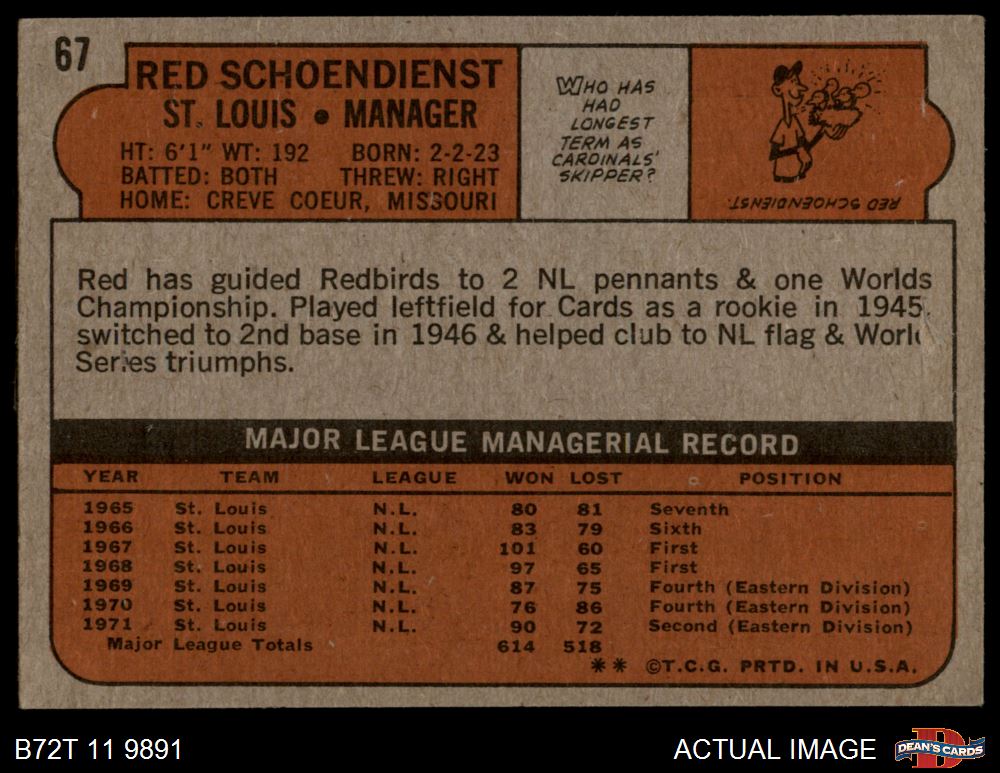 67
RED SCHOENDIENST
ST. LOUIS • MANAGER
HT: 6'1" WT: 192 BORN: 2-2-23
BATTED: BOTH THREW: RIGHT
HOME: CREVE COEUR, MISSOURI
WHO HAS
HAD
LONGEST
TERM AS
CARDINALS'
SKIPPER?
RED SCHOENDIENST.
Red has guided Redbirds to 2 NL pennants & one Worlds
Championship. Played leftfield for Cards as a rookie in 1945,
switched to 2nd base in 1946 & helped club to NL flag & World
Series triumphs.
MAJOR LEAGUE MANAGERIAL RECORD
YEAR TEAM LEAGUE WON LOST POSITION
1965 St. Louis N.L. 80 81 Seventh
1966 St. Louis N.L. 83 79 Sixth
1967 St. Louis N.L. 101 60 First
1968 St. Louis N.L. 97 65 First
1969 St. Louis N.L. 87 75 Fourth (Eastern Division)
1970 St. Louis N.L. 76 86 Fourth (Eastern Division)
1971 St. Louis N.L. 90 72 Second (Eastern Division)
Major League Totals 614 518
** ©T.C.G. PRTD. IN U.S.A.
B72T 11 9891
ACTUAL IMAGE
D
DEAN'S CARDS